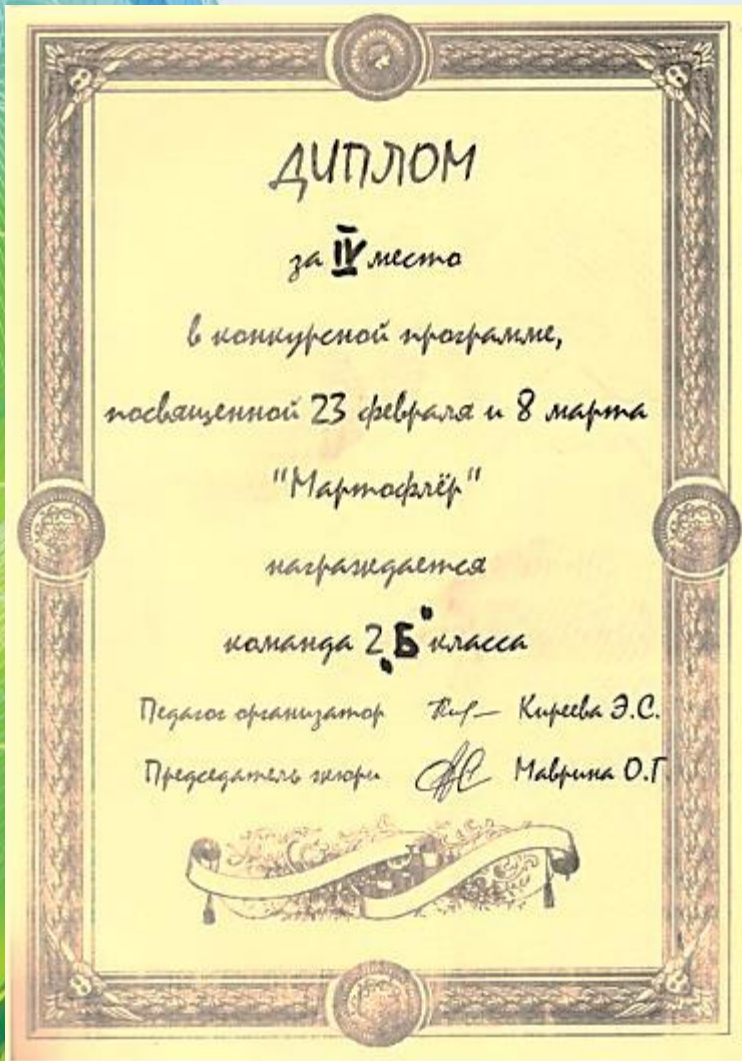 ДИПЛОМ
за IV место
в конкурсной программе,
посвященной 23 февраля и 8 марта
"Мартофлёр"
награждается
команда 2 „Б" класса
Педагог организатор Киреева Э.С.
Председатель жюри Маврина О.Г.